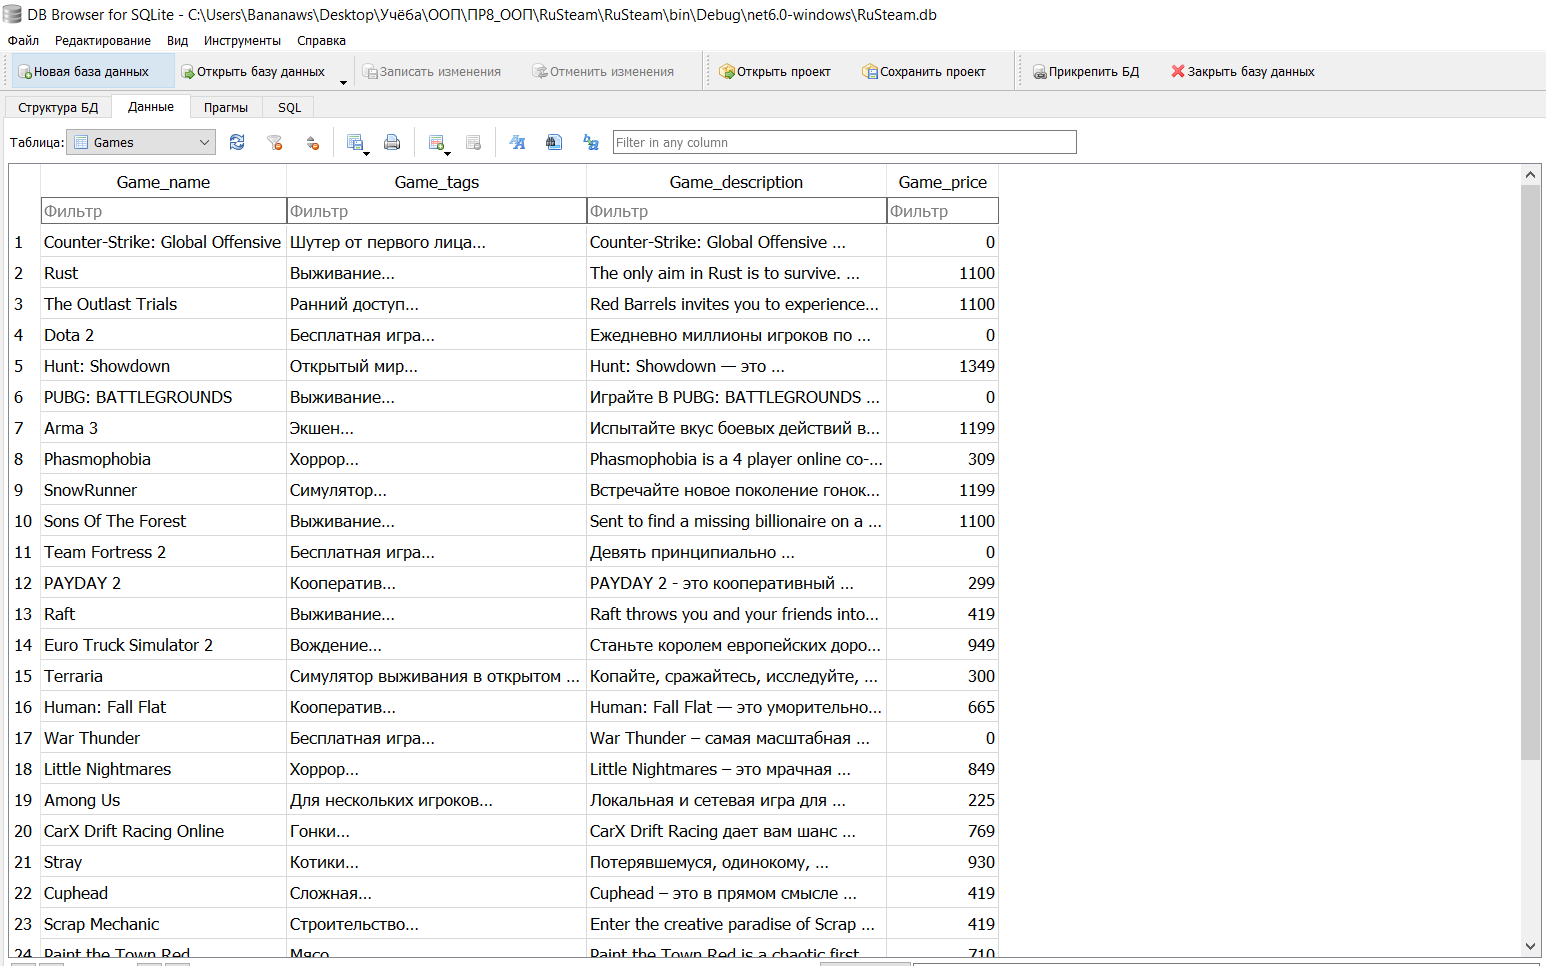 DB Browser for SQLite - C:\Users\Bananaws\Desktop\Учёба\ООП\ПР8_ООП\RuSteam\RuSteam\bin\Debug\net6.0-windows\RuSteam.db
Файл Редактирование Вид Инструменты Справка
Новая база данных Открыть базу данных Записать изменения Отменить изменения Открыть проект Сохранить проект Прикрепить БД Закрыть базу данных
Структура БД Данные Прагмы SQL
Таблица: Games Filter in any column
Game_name Game_tags Game_description Game_price
Фильтр Фильтр Фильтр Фильтр
1 Counter-Strike: Global Offensive Шутер от первого лица... Counter-Strike: Global Offensive ... 0
2 Rust Выживание... The only aim in Rust is to survive. ... 1100
3 The Outlast Trials Ранний доступ... Red Barrels invites you to experience... 1100
4 Dota 2 Бесплатная игра... Ежедневно миллионы игроков по ... 0
5 Hunt: Showdown Открытый мир... Hunt: Showdown — это ... 1349
6 PUBG: BATTLEGROUNDS Выживание... Играйте В PUBG: BATTLEGROUNDS ... 0
7 Arma 3 Экшен... Испытайте вкус боевых действий в... 1199
8 Phasmophobia Хоррор... Phasmophobia is a 4 player online co-... 309
9 SnowRunner Симулятор... Встречайте новое поколение гонок... 1199
10 Sons Of The Forest Выживание... Sent to find a missing billionaire on a ... 1100
11 Team Fortress 2 Бесплатная игра... Девять принципиально ... 0
12 PAYDAY 2 Кооператив... PAYDAY 2 - это кооперативный ... 299
13 Raft Выживание... Raft throws you and your friends into... 419
14 Euro Truck Simulator 2 Вождение... Станьте королем европейских доро... 949
15 Terraria Симулятор выживания в открытом ... Копайте, сражайтесь, исследуйте, ... 300
16 Human: Fall Flat Кооператив... Human: Fall Flat — это уморительно... 665
17 War Thunder Бесплатная игра... War Thunder – самая масштабная ... 0
18 Little Nightmares Хоррор... Little Nightmares – это мрачная ... 849
19 Among Us Для нескольких игроков... Локальная и сетевая игра для ... 225
20 CarX Drift Racing Online Гонки... CarX Drift Racing дает вам шанс ... 769
21 Stray Котики... Потерявшемуся, одинокому, ... 930
22 Cuphead Сложная... Cuphead – это в прямом смысле ... 419
23 Scrap Mechanic Строительство... Enter the creative paradise of Scrap ... 419
24 Paint the Town Red Мясо Paint the Town Red is a chaotic first 710